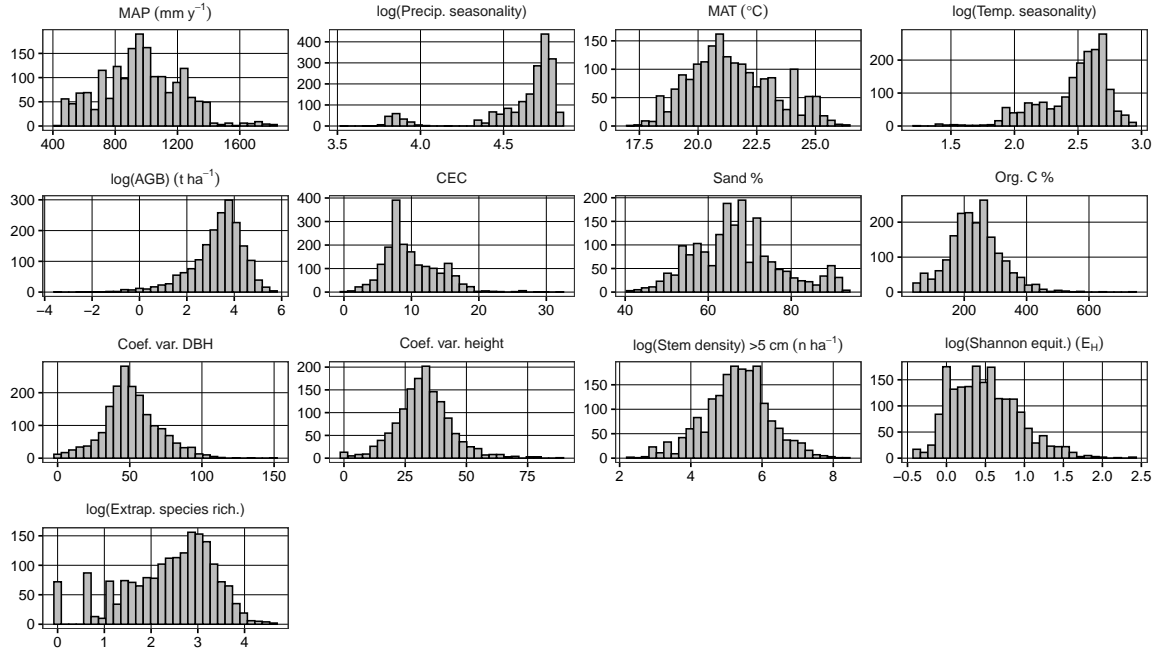 MAP (mm y⁻¹)
150
100
50
0
400 800 1200 1600
log(Precip. seasonality)
400
300
200
100
0
3.5 4.0 4.5
MAT (°C)
150
100
50
0
17.5 20.0 22.5 25.0
log(Temp. seasonality)
200
100
0
1.5 2.0 2.5 3.0
log(AGB) (t ha⁻¹)
300
200
100
0
−4 −2 0 2 4 6
CEC
400
300
200
100
0
0 10 20 30
Sand %
200
150
100
50
0
40 60 80
Org. C %
200
100
0
200 400 600
Coef. var. DBH
200
100
0
0 50 100 150
Coef. var. height
200
150
100
50
0
0 25 50 75
log(Stem density) >5 cm (n ha⁻¹)
150
100
50
0
2 4 6 8
log(Shannon equit.) (E_H)
150
100
50
0
−0.5 0.0 0.5 1.0 1.5 2.0 2.5
log(Extrap. species rich.)
150
100
50
0
0 1 2 3 4